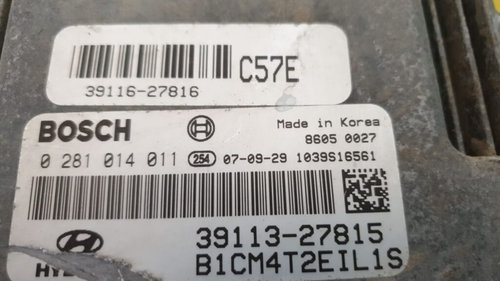 C57E
39116-27816
BOSCH
Made in Korea
8605 0027
0 281 014 011 254 07-09-29 1039S16561
39113-27815
HY
B1CM4T2EIL1S